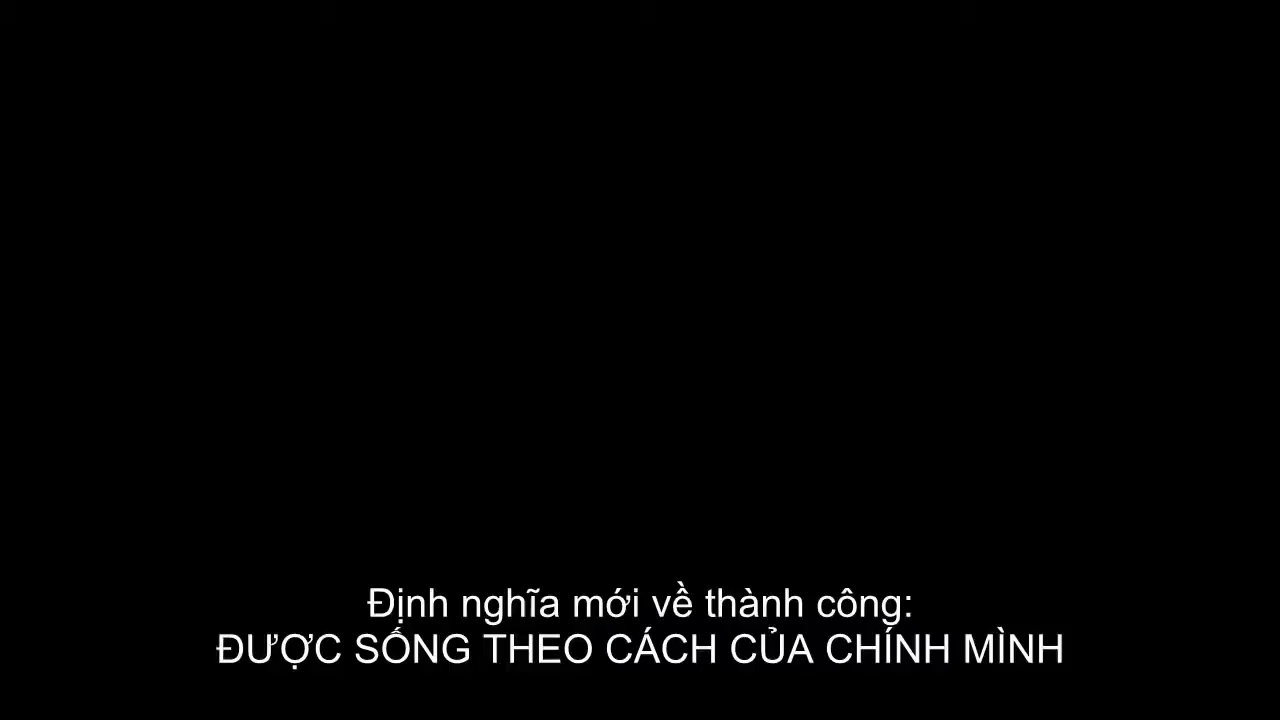 Định nghĩa mới về thành công:
ĐƯỢC SỐNG THEO CÁCH CỦA CHÍNH MÌNH